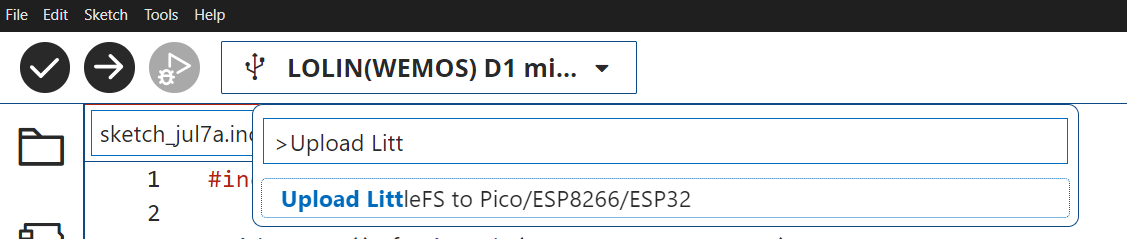 File Edit Sketch Tools Help
LOLIN(WEMOS) D1 mi...
sketch_jul7a.in
>Upload Litt
Upload LittleFS to Pico/ESP8266/ESP32
1 #in
2